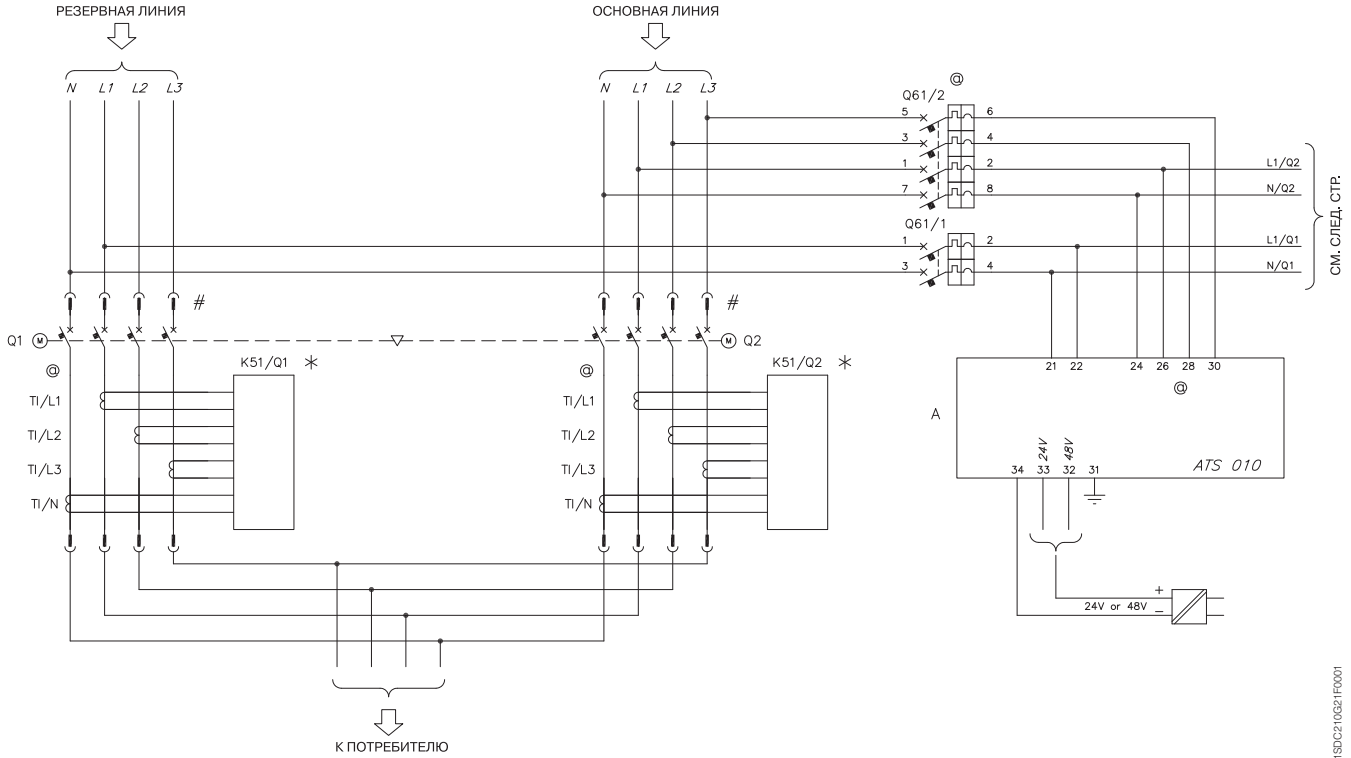 РЕЗЕРВНАЯ ЛИНИЯ
ОСНОВНАЯ ЛИНИЯ
N L1 L2 L3
N L1 L2 L3
@
Q61/2
5 6
3 4
1 2 L1/Q2
7 8 N/Q2
Q61/1
1 2 L1/Q1
3 4 N/Q1
СМ. СЛЕД. СТР.
#
#
Q1 M
M Q2
@
K51/Q1 *
@
K51/Q2 *
TI/L1
TI/L2
TI/L3
TI/N
TI/L1
TI/L2
TI/L3
TI/N
21 22 24 26 28 30
@
A
24V 48V
ATS 010
34 33 32 31
+
24V or 48V −
К ПОТРЕБИТЕЛЮ
1SDC210G21F0001